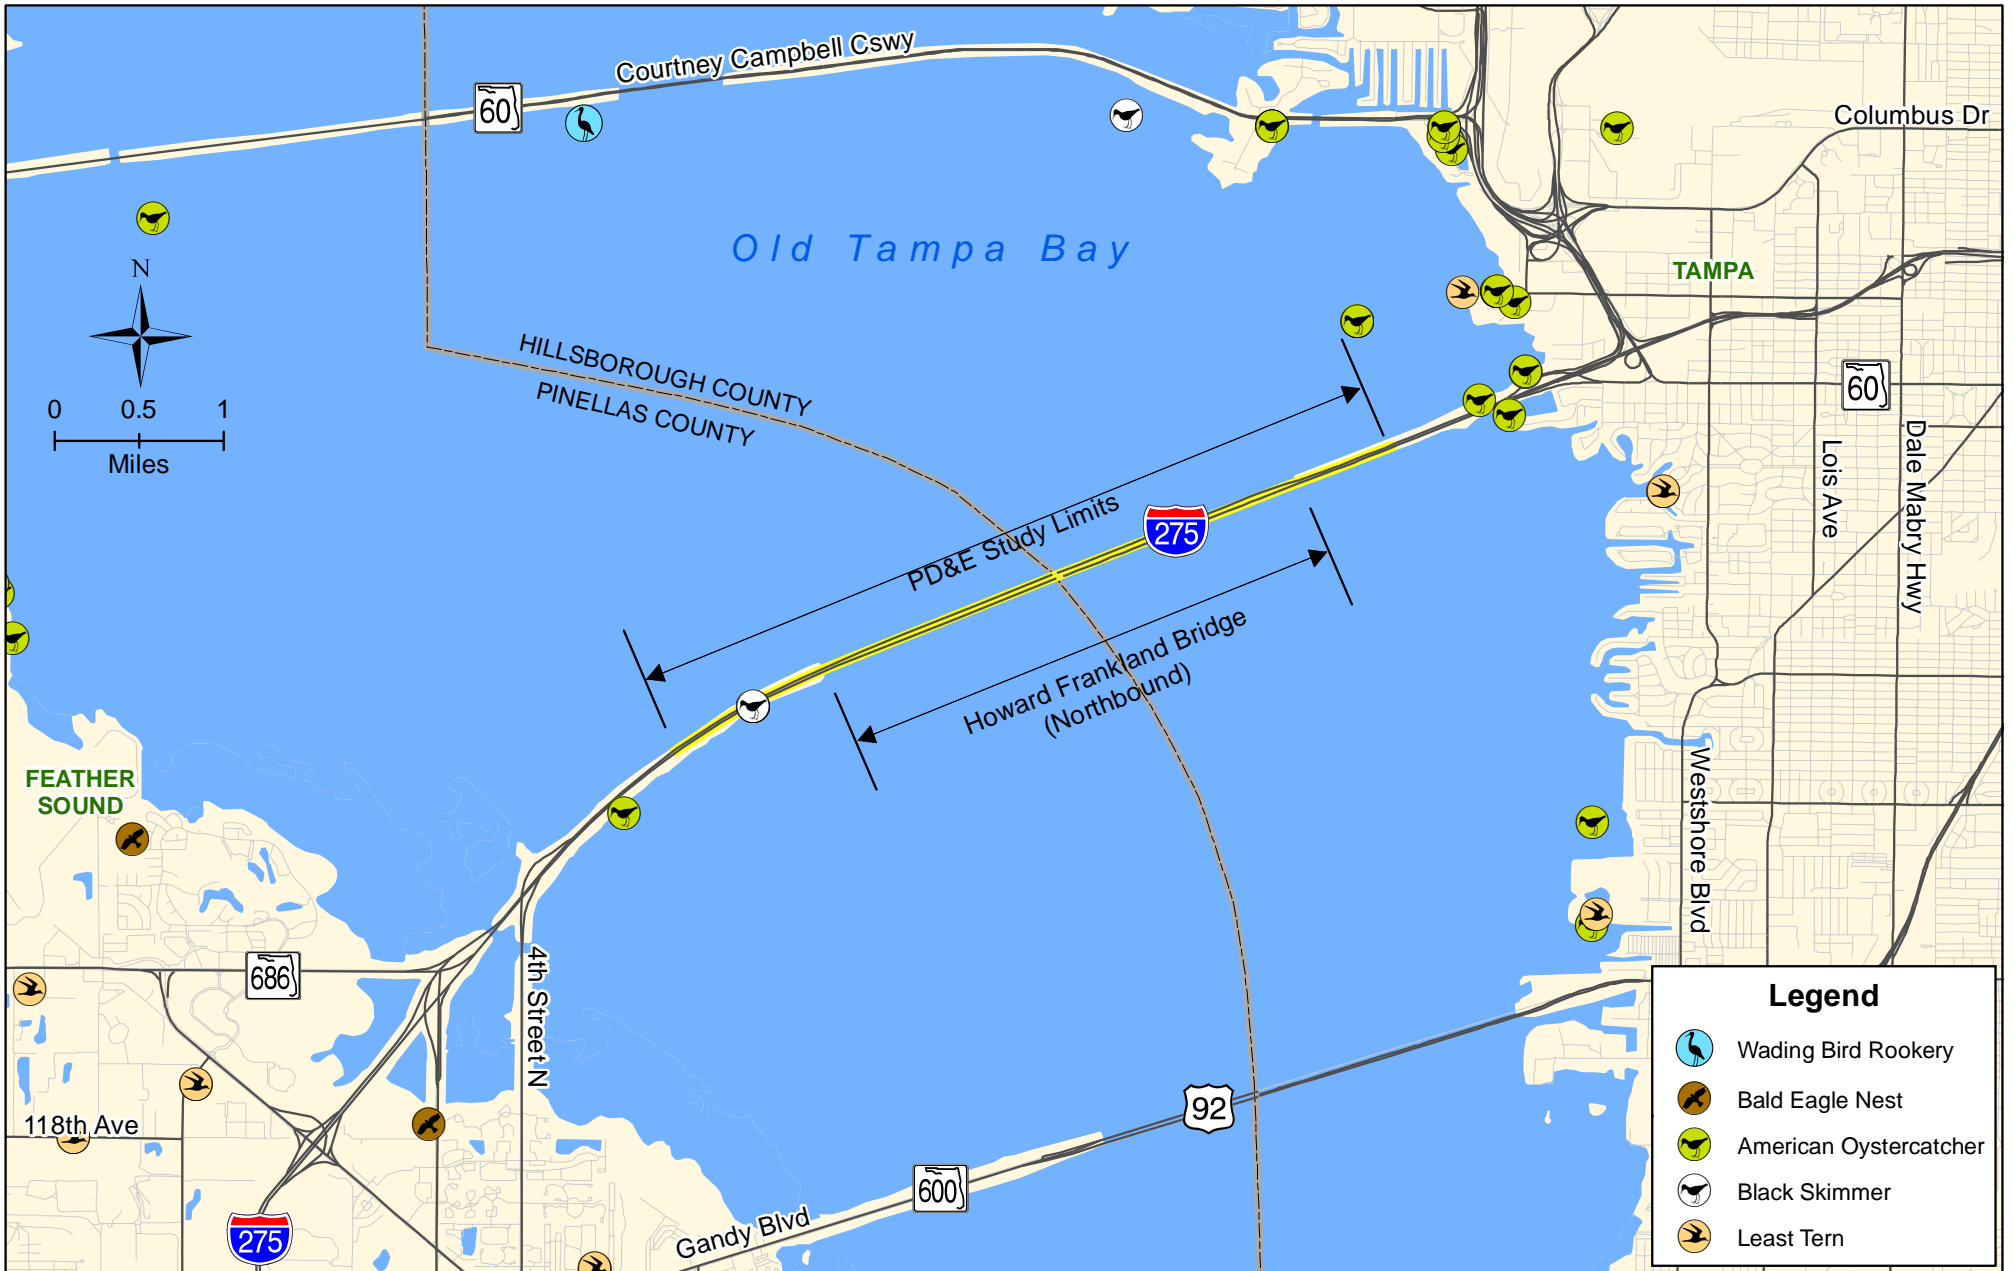 Courtney Campbell Cswy
60
Columbus Dr
Old Tampa Bay
N
TAMPA
0 0.5 1
Miles
HILLSBOROUGH COUNTY
PINELLAS COUNTY
60
Lois Ave
Dale Mabry Hwy
PD&E Study Limits
275
Howard Frankland Bridge
(Northbound)
FEATHER
SOUND
Westshore Blvd
686
4th Street N
118th Ave
92
600
Gandy Blvd
275
Legend
Wading Bird Rookery
Bald Eagle Nest
American Oystercatcher
Black Skimmer
Least Tern